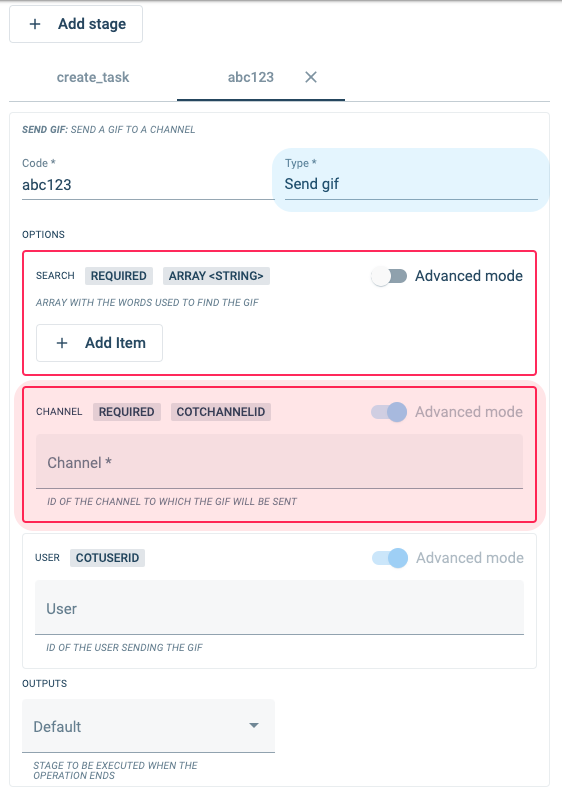 + Add stage
create_task
abc123
SEND GIF: SEND A GIF TO A CHANNEL
Code *
abc123
Type *
Send gif
OPTIONS
SEARCH REQUIRED ARRAY <STRING> Advanced mode
ARRAY WITH THE WORDS USED TO FIND THE GIF
+ Add Item
CHANNEL REQUIRED COTCHANNELID Advanced mode
Channel *
ID OF THE CHANNEL TO WHICH THE GIF WILL BE SENT
USER COTUSERID Advanced mode
User
ID OF THE USER SENDING THE GIF
OUTPUTS
Default
STAGE TO BE EXECUTED WHEN THE
OPERATION ENDS